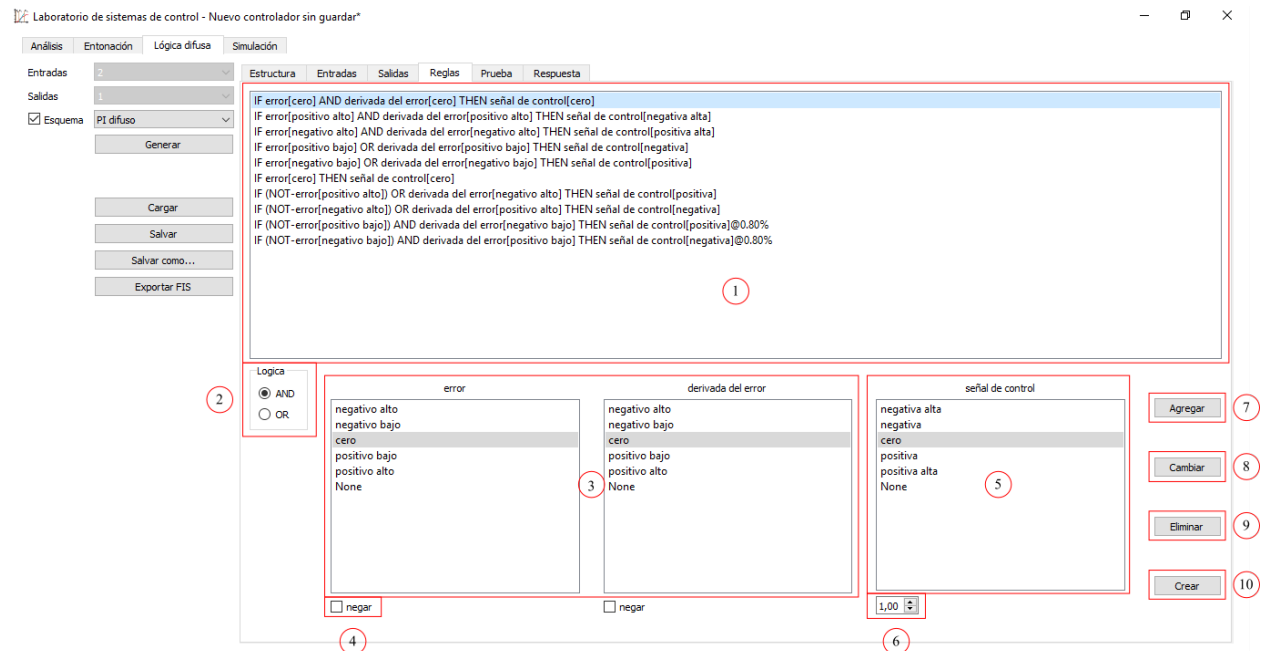 Laboratorio de sistemas de control - Nuevo controlador sin guardar*
Análisis Entonación Lógica difusa Simulación
Entradas 2
Salidas 1
Esquema PI difuso
Generar
Cargar
Salvar
Salvar como...
Exportar FIS
Estructura Entradas Salidas Reglas Prueba Respuesta
IF error[cero] AND derivada del error[cero] THEN señal de control[cero]
IF error[positivo alto] AND derivada del error[positivo alto] THEN señal de control[negativa alta]
IF error[negativo alto] AND derivada del error[negativo alto] THEN señal de control[positiva alta]
IF error[positivo bajo] OR derivada del error[positivo bajo] THEN señal de control[negativa]
IF error[negativo bajo] OR derivada del error[negativo bajo] THEN señal de control[positiva]
IF error[cero] THEN señal de control[cero]
IF (NOT-error[positivo alto]) OR derivada del error[negativo alto] THEN señal de control[positiva]
IF (NOT-error[negativo alto]) OR derivada del error[positivo alto] THEN señal de control[negativa]
IF (NOT-error[positivo bajo]) AND derivada del error[negativo bajo] THEN señal de control[positiva]@0.80%
IF (NOT-error[negativo bajo]) AND derivada del error[positivo bajo] THEN señal de control[negativa]@0.80%
1
Logica
AND
OR
2
error
negativo alto
negativo bajo
cero
positivo bajo
positivo alto
None
3
negar
4
derivada del error
negativo alto
negativo bajo
cero
positivo bajo
positivo alto
None
negar
señal de control
negativa alta
negativa
cero
positiva
positiva alta
None
5
1,00
6
Agregar 7
Cambiar 8
Eliminar 9
Crear 10